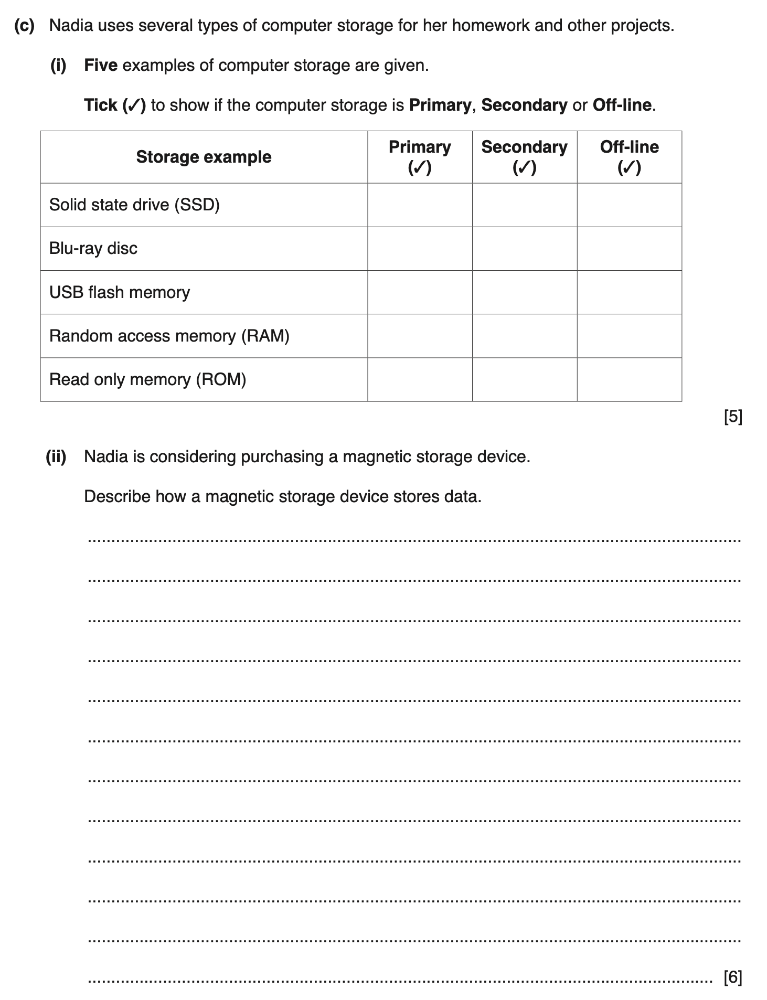 (c) Nadia uses several types of computer storage for her homework and other projects.
(i) Five examples of computer storage are given.
Tick (✓) to show if the computer storage is Primary, Secondary or Off-line.
Storage example
Primary (✓)
Secondary (✓)
Off-line (✓)
Solid state drive (SSD)
Blu-ray disc
USB flash memory
Random access memory (RAM)
Read only memory (ROM)
[5]
(ii) Nadia is considering purchasing a magnetic storage device.
Describe how a magnetic storage device stores data.
[6]